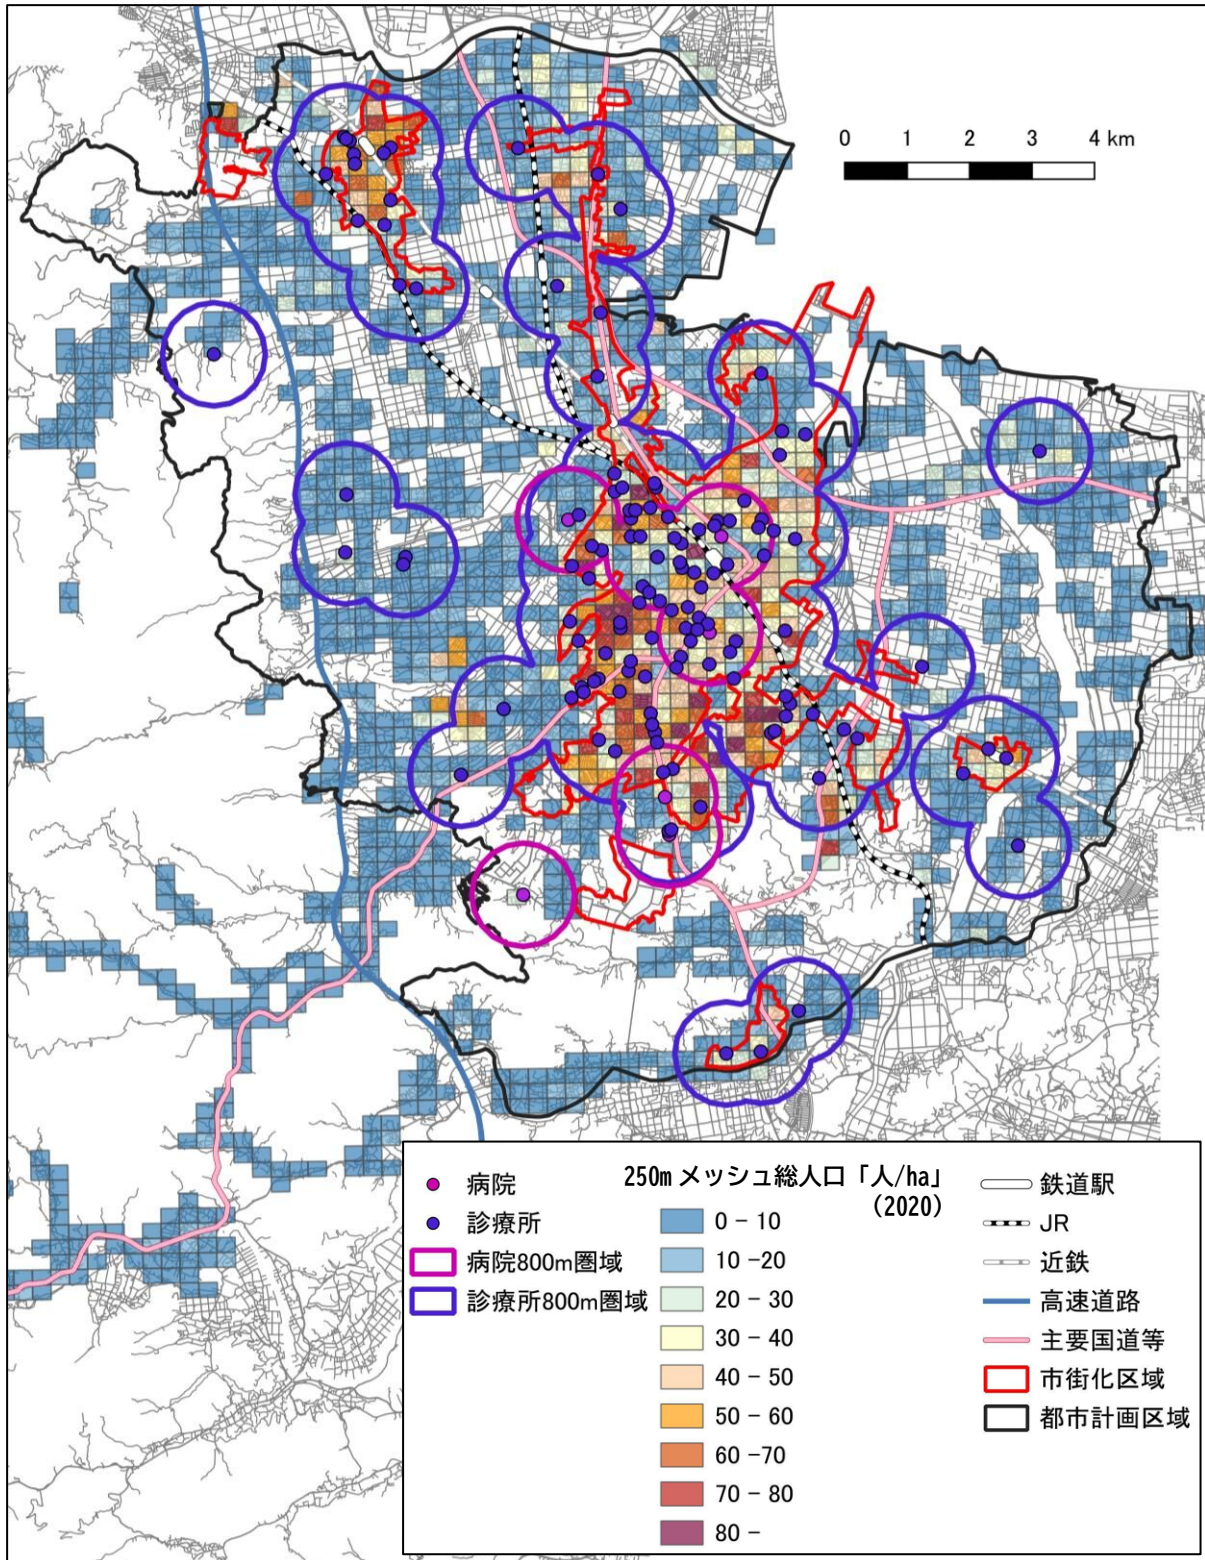 0 1 2 3 4 km
病院
診療所
病院800m圏域
診療所800m圏域
250m メッシュ総人口「人/ha」
(2020)
0 - 10
10 -20
20 - 30
30 - 40
40 - 50
50 - 60
60 -70
70 - 80
80 -
鉄道駅
JR
近鉄
高速道路
主要国道等
市街化区域
都市計画区域